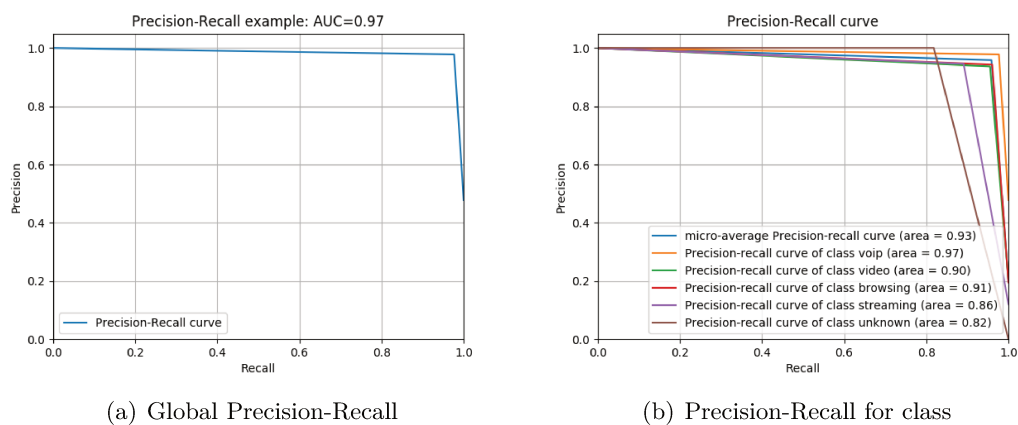 Precision-Recall example: AUC=0.97
1.0
0.8
0.6
0.4
0.2
0.0
Precision
Precision-Recall curve
0.0 0.2 0.4 0.6 0.8 1.0
Recall
(a) Global Precision-Recall
Precision-Recall curve
1.0
0.8
0.6
0.4
0.2
0.0
Precision
micro-average Precision-recall curve (area = 0.93)
Precision-recall curve of class voip (area = 0.97)
Precision-recall curve of class video (area = 0.90)
Precision-recall curve of class browsing (area = 0.91)
Precision-recall curve of class streaming (area = 0.86)
Precision-recall curve of class unknown (area = 0.82)
0.0 0.2 0.4 0.6 0.8 1.0
Recall
(b) Precision-Recall for class